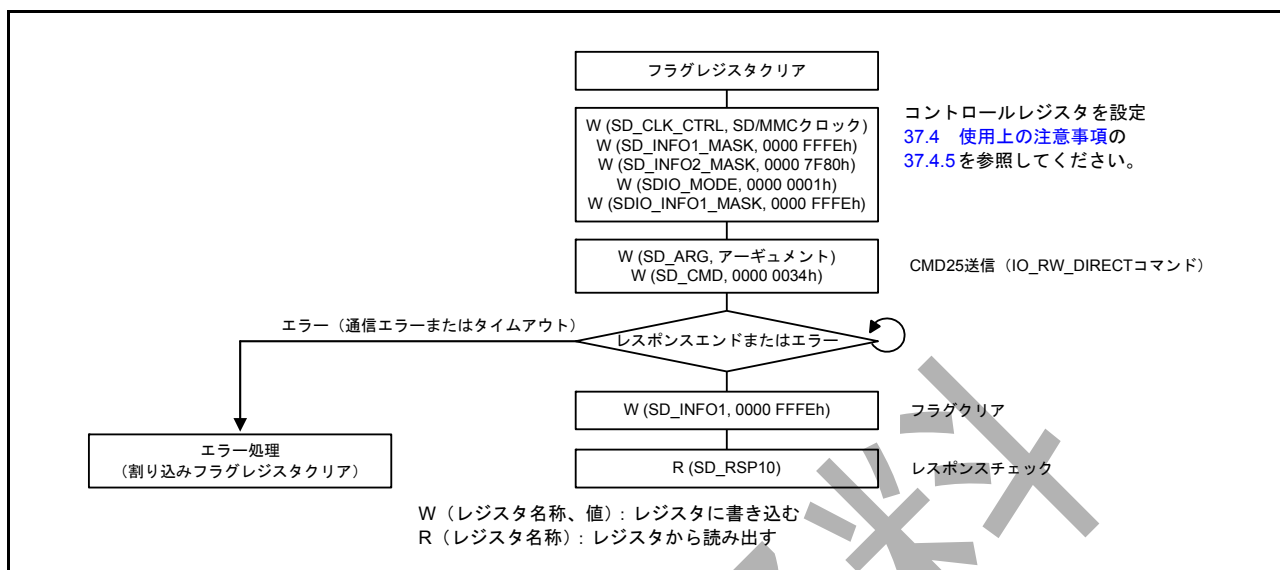 フラグレジスタクリア
W (SD_CLK_CTRL, SD/MMCクロック)
W (SD_INFO1_MASK, 0000 FFFEh)
W (SD_INFO2_MASK, 0000 7F80h)
W (SDIO_MODE, 0000 0001h)
W (SDIO_INFO1_MASK, 0000 FFFEh)
コントロールレジスタを設定
37.4 使用上の注意事項の
37.4.5を参照してください。
W (SD_ARG, アーギュメント)
W (SD_CMD, 0000 0034h)
CMD25送信（IO_RW_DIRECTコマンド）
エラー（通信エラーまたはタイムアウト）
レスポンスエンドまたはエラー
W (SD_INFO1, 0000 FFFEh)
フラグクリア
エラー処理
（割り込みフラグレジスタクリア）
R (SD_RSP10)
レスポンスチェック
W（レジスタ名称、値）: レジスタに書き込む
R（レジスタ名称）: レジスタから読み出す